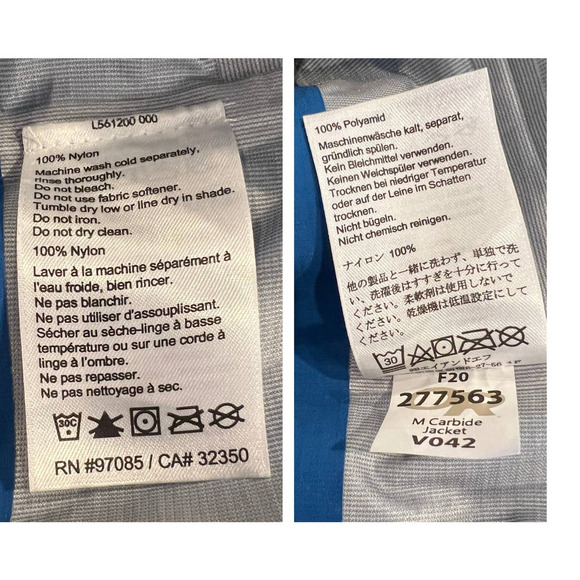 L561200 000
100% Nylon
Machine wash cold separately,
rinse thoroughly.
Do not bleach.
Do not use fabric softener.
Tumble dry low or line dry in shade.
Do not iron.
Do not dry clean.
100% Nylon
Laver à la machine séparément à
l'eau froide, bien rincer.
Ne pas blanchir.
Ne pas utiliser d'assouplissant.
Sécher au sèche-linge à basse
température ou sur une corde à
linge à l'ombre.
Ne pas repasser.
Ne pas nettoyage à sec.
30C
RN #97085 / CA# 32350
100% Polyamid
Maschinenwäsche kalt, separat,
gründlich spülen.
Kein Bleichmittel verwenden.
Keinen Weichspüler verwenden.
Trocknen bei niedriger Temperatur
oder auf der Leine im Schatten
trocknen.
Nicht bügeln.
Nicht chemisch reinigen.
ナイロン 100%
他の製品と一緒に洗わず、単独で洗
い、洗濯後はすすぎを十分に行って
ください。柔軟剤は使用しないで
ください。乾燥機は低温設定にして
30
エイアンドエフ
F20
277563
M Carbide
Jacket
V042